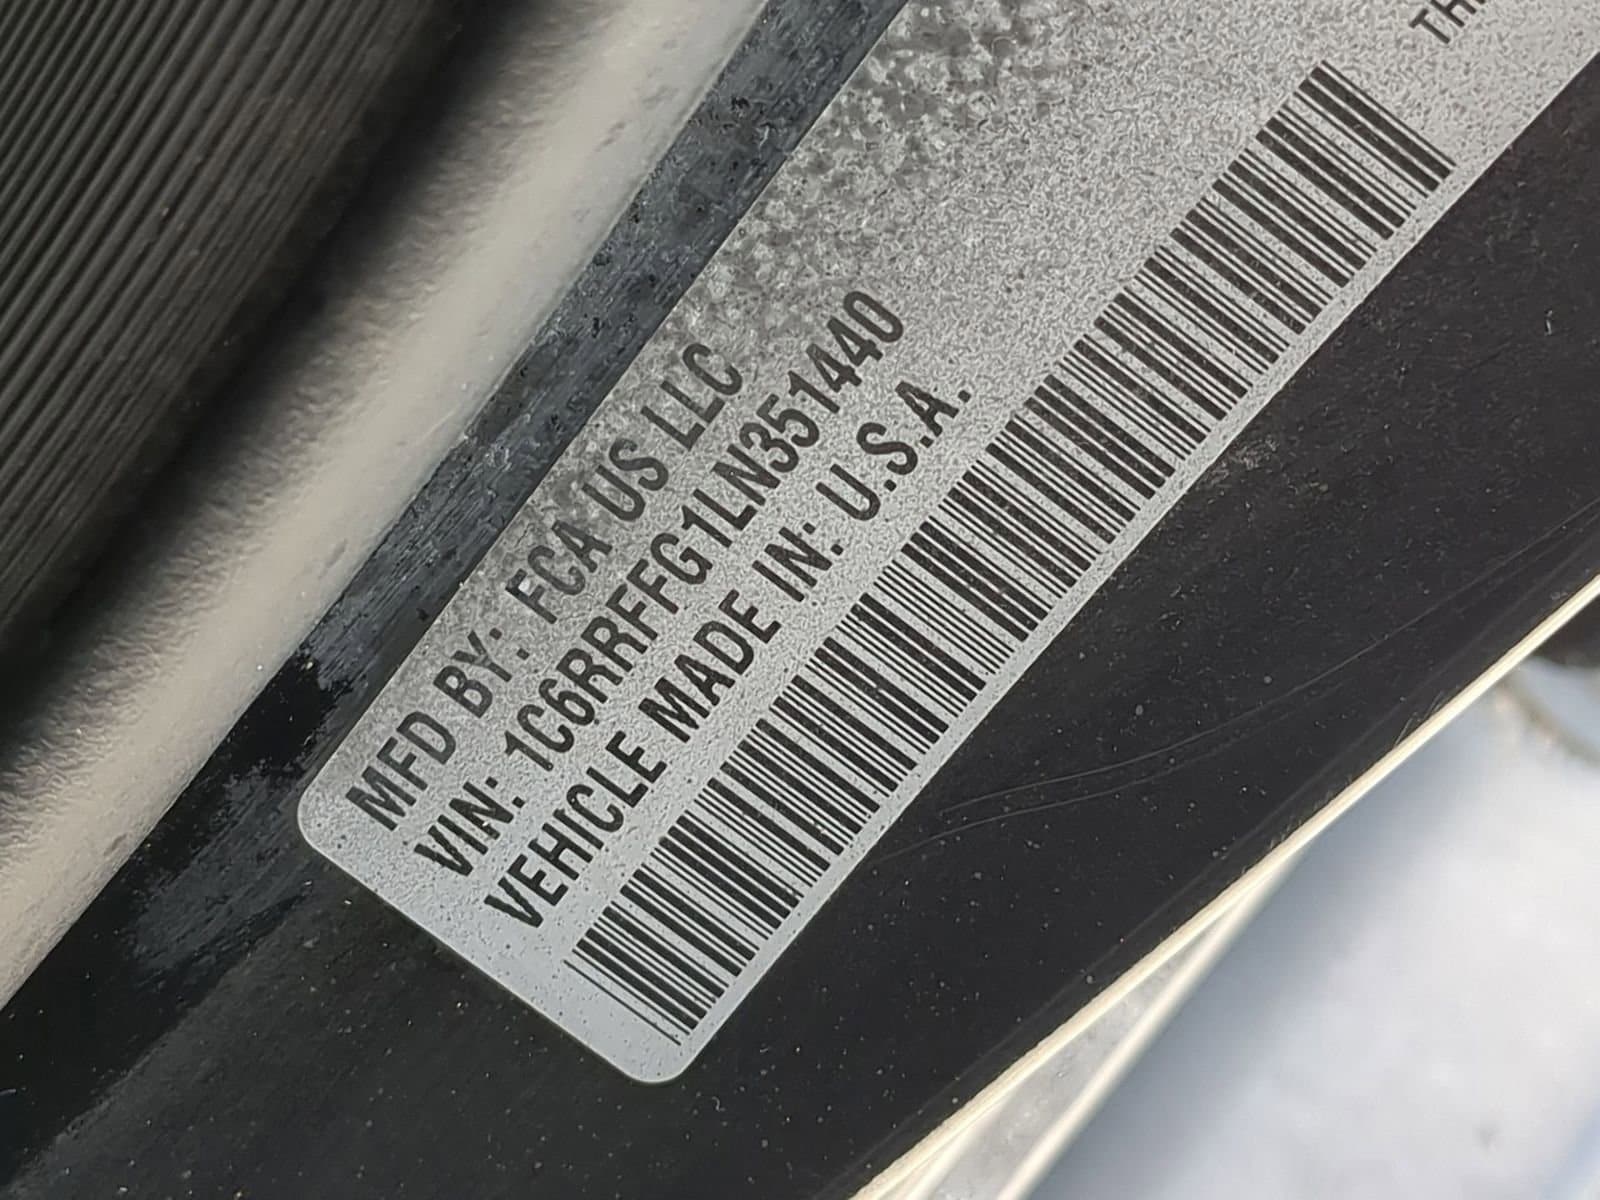 MFD BY: FCA US LLC
VIN: 1C6RRFFG1LN351440
VEHICLE MADE IN: U.S.A.